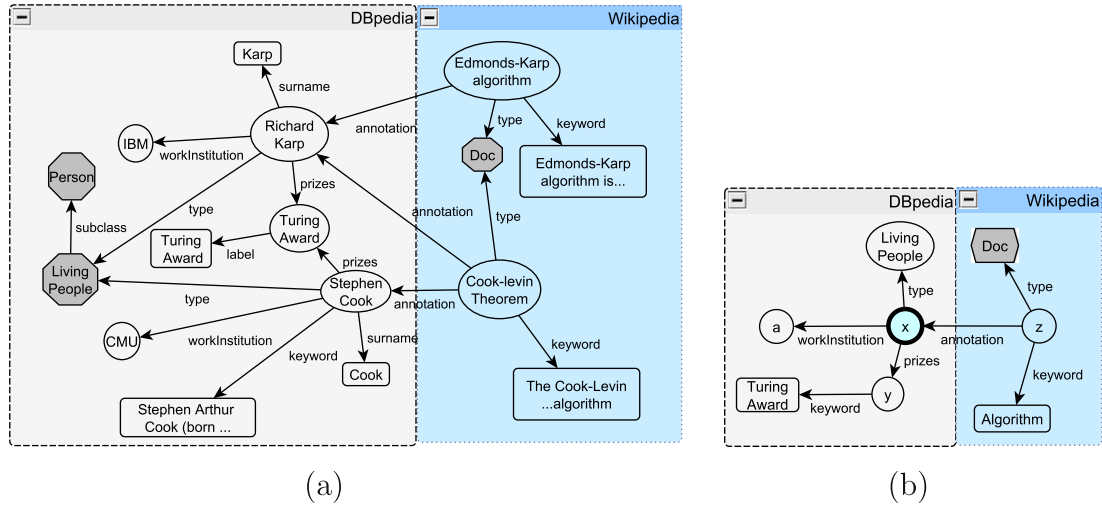 DBpedia
Wikipedia
Karp
surname
Edmonds-Karp
algorithm
Richard
Karp
annotation
type
keyword
IBM
workInstitution
Doc
Edmonds-Karp
algorithm is...
Person
prizes
subclass
type
annotation
type
Turing
Award
label
Turing
Award
prizes
Living
People
type
Stephen
Cook
annotation
Cook-levin
Theorem
CMU
workInstitution
surname
keyword
keyword
Cook
The Cook-Levin
...algorithm
Stephen Arthur
Cook (born ...
(a)
DBpedia
Wikipedia
Living
People
Doc
type
type
a
workInstitution
x
annotation
z
prizes
keyword
Turing
Award
keyword
y
Algorithm
(b)